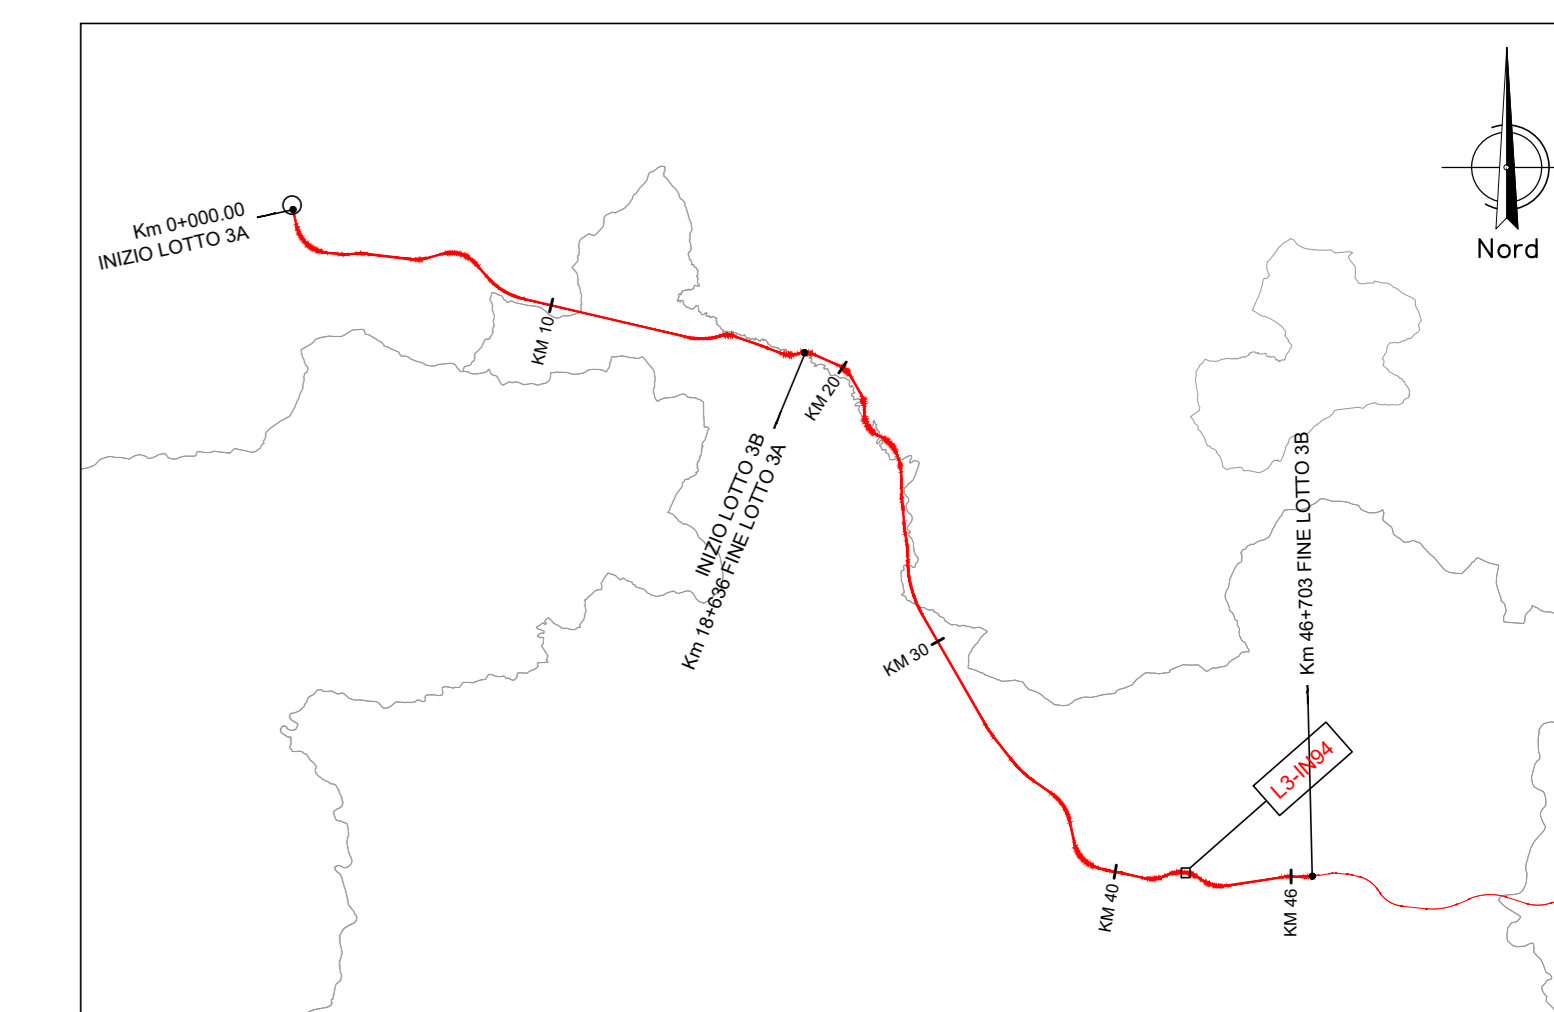 Km 0+000.00
INIZIO LOTTO 3A
Nord
KM 10
KM 20
INIZIO LOTTO 3B
Km 18+636 FINE LOTTO 3A
Km 46+703 FINE LOTTO 3B
KM 30
L3-IN94
KM 40
KM 46